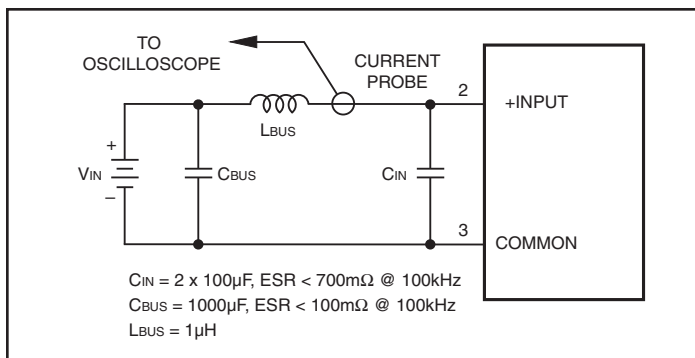 TO
OSCILLOSCOPE
CURRENT
PROBE
2
+INPUT
LBUS
+
VIN
–
CBUS
CIN
3
COMMON
CIN = 2 x 100µF, ESR < 700mΩ @ 100kHz
CBUS = 1000µF, ESR < 100mΩ @ 100kHz
LBUS = 1µH